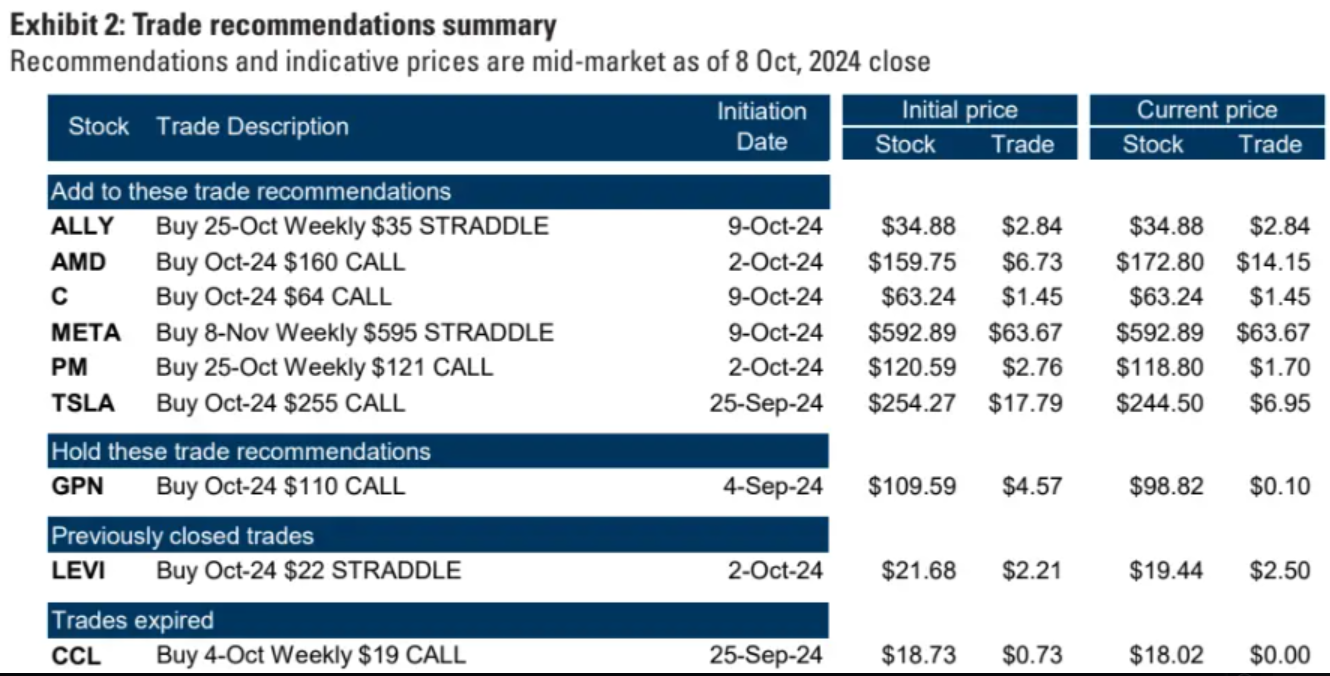 Exhibit 2: Trade recommendations summary
Recommendations and indicative prices are mid-market as of 8 Oct, 2024 close
Stock Trade Description Initiation Date Initial price Current price
Stock Trade Stock Trade
Add to these trade recommendations
ALLY Buy 25-Oct Weekly $35 STRADDLE 9-Oct-24 $34.88 $2.84 $34.88 $2.84
AMD Buy Oct-24 $160 CALL 2-Oct-24 $159.75 $6.73 $172.80 $14.15
C Buy Oct-24 $64 CALL 9-Oct-24 $63.24 $1.45 $63.24 $1.45
META Buy 8-Nov Weekly $595 STRADDLE 9-Oct-24 $592.89 $63.67 $592.89 $63.67
PM Buy 25-Oct Weekly $121 CALL 2-Oct-24 $120.59 $2.76 $118.80 $1.70
TSLA Buy Oct-24 $255 CALL 25-Sep-24 $254.27 $17.79 $244.50 $6.95
Hold these trade recommendations
GPN Buy Oct-24 $110 CALL 4-Sep-24 $109.59 $4.57 $98.82 $0.10
Previously closed trades
LEVI Buy Oct-24 $22 STRADDLE 2-Oct-24 $21.68 $2.21 $19.44 $2.50
Trades expired
CCL Buy 4-Oct Weekly $19 CALL 25-Sep-24 $18.73 $0.73 $18.02 $0.00